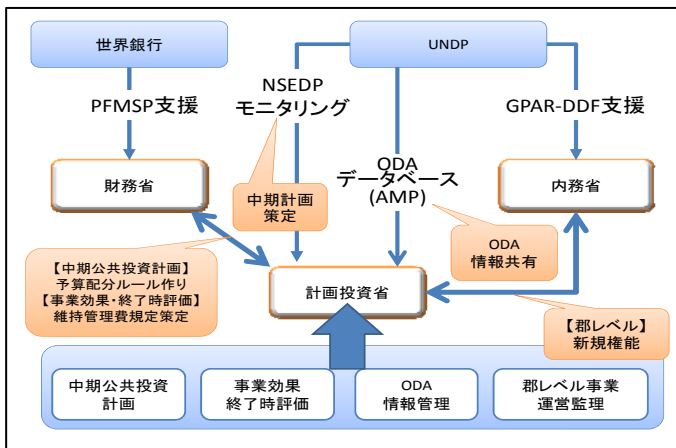 世界銀行
UNDP
PFMSP支援
NSEDP
モニタリング
GPAR-DDF支援
ODA
データベース
(AMP)
財務省
中期計画
策定
内務省
ODA
情報共有
【中期公共投資計画】
予算配分ルール作り
【事業効果・終了時評価】
維持管理費規定策定
計画投資省
【郡レベル】
新規権能
中期公共投資
計画
事業効果
終了時評価
ODA
情報管理
郡レベル事業
運営監理